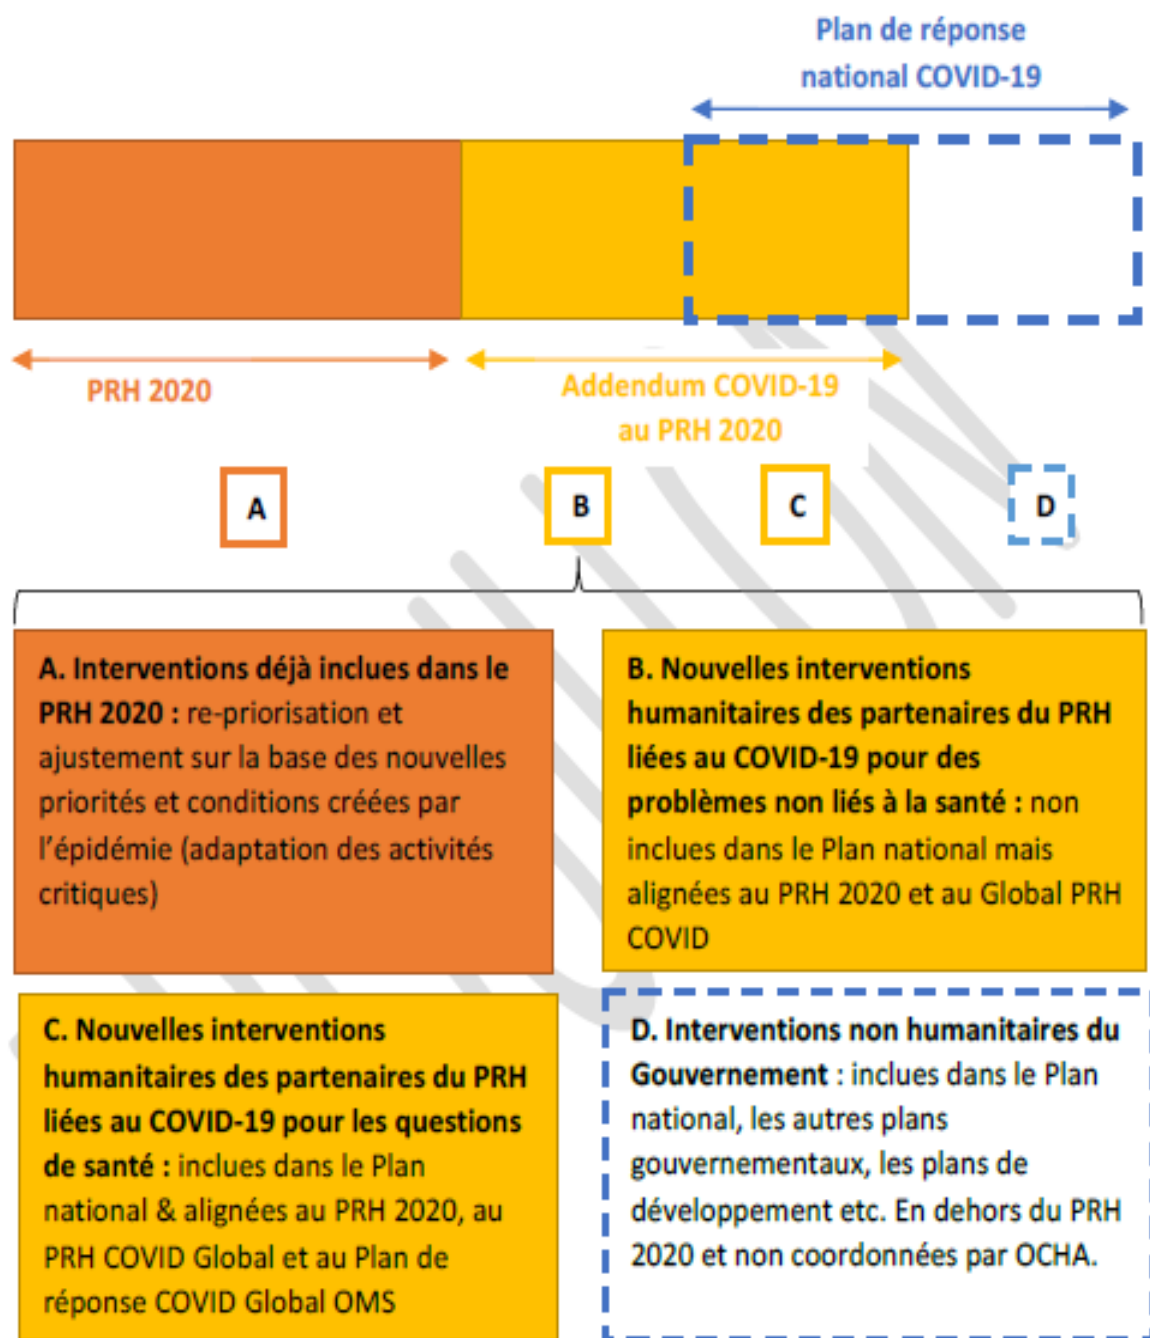 Plan de réponse
national COVID-19
PRH 2020
Addendum COVID-19
au PRH 2020
A
B
C
D
A. Interventions déjà inclues dans le
PRH 2020 : re-priorisation et
ajustement sur la base des nouvelles
priorités et conditions créées par
l'épidémie (adaptation des activités
critiques)
B. Nouvelles interventions
humanitaires des partenaires du PRH
liées au COVID-19 pour des
problèmes non liés à la santé : non
inclues dans le Plan national mais
alignées au PRH 2020 et au Global PRH
COVID
C. Nouvelles interventions
humanitaires des partenaires du PRH
liées au COVID-19 pour les questions
de santé : inclues dans le Plan
national & alignées au PRH 2020, au
PRH COVID Global et au Plan de
réponse COVID Global OMS
D. Interventions non humanitaires du
Gouvernement : inclues dans le Plan
national, les autres plans
gouvernementaux, les plans de
développement etc. En dehors du PRH
2020 et non coordonnées par OCHA.